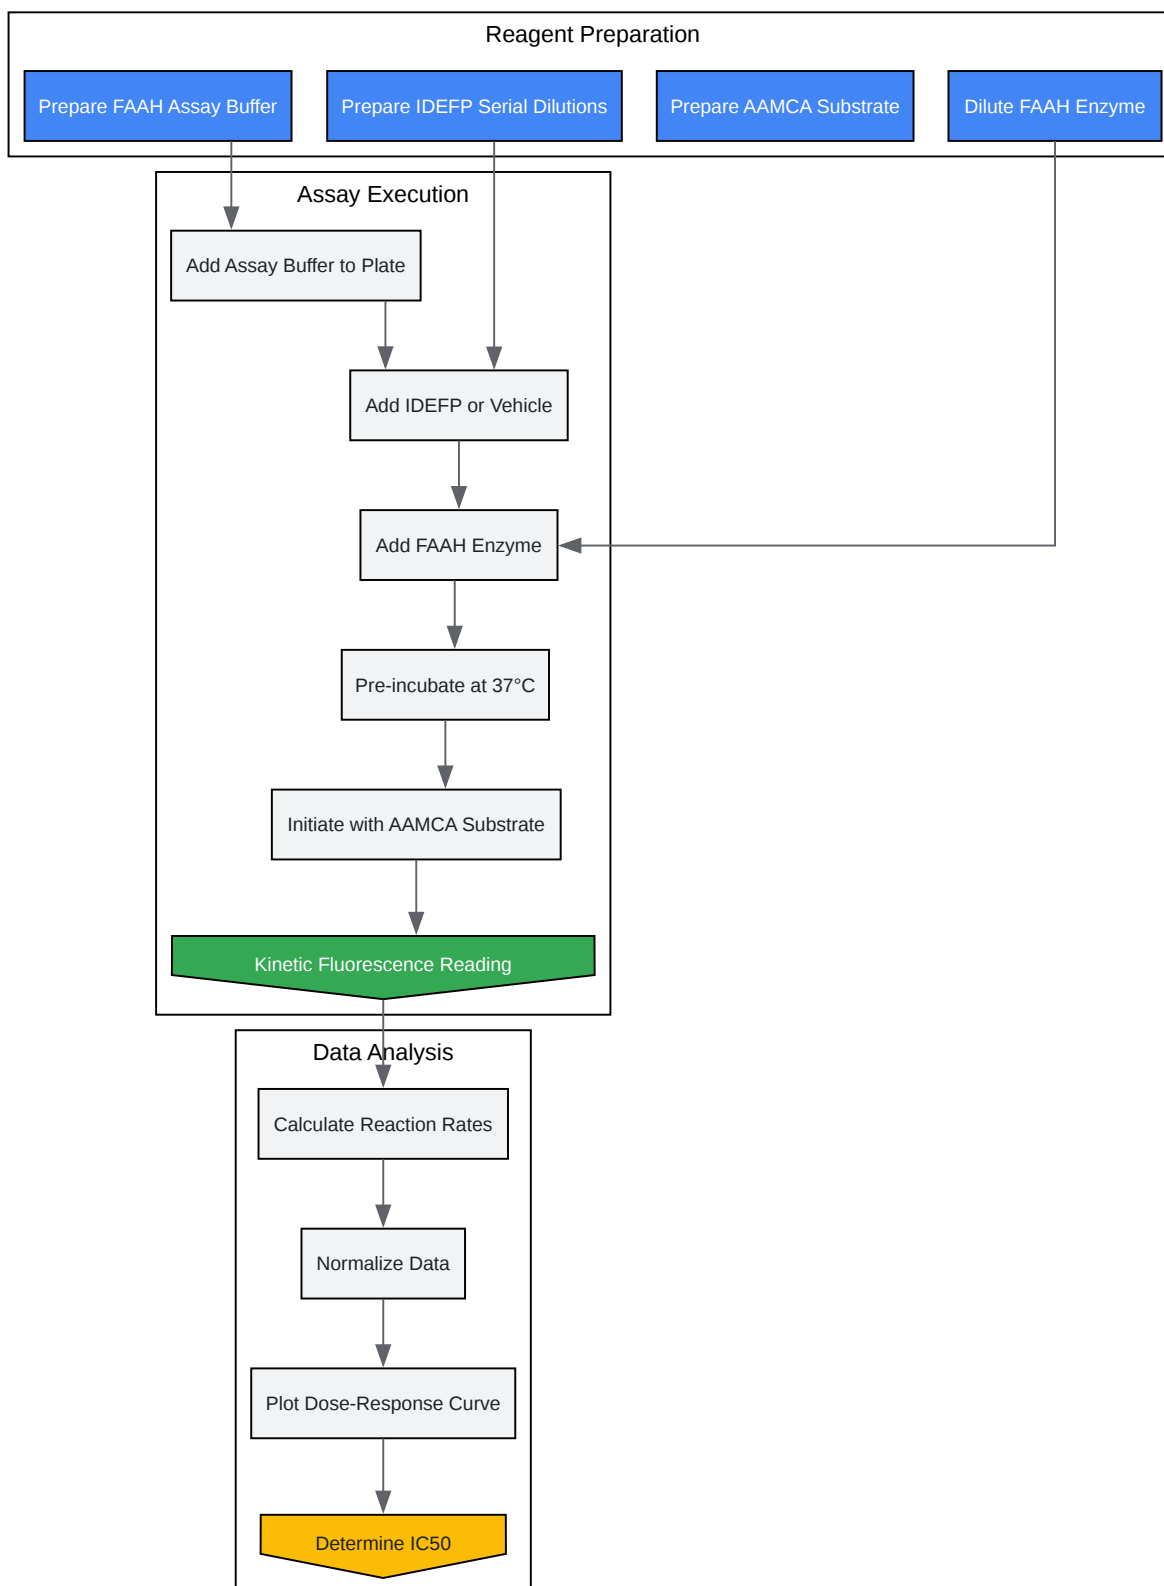 Reagent Preparation
Prepare FAAH Assay Buffer
Prepare IDEFP Serial Dilutions
Prepare AAMCA Substrate
Dilute FAAH Enzyme
Assay Execution
Add Assay Buffer to Plate
Add IDEFP or Vehicle
Add FAAH Enzyme
Pre-incubate at 37°C
Initiate with AAMCA Substrate
Kinetic Fluorescence Reading
Data Analysis
Calculate Reaction Rates
Normalize Data
Plot Dose-Response Curve
Determine IC50